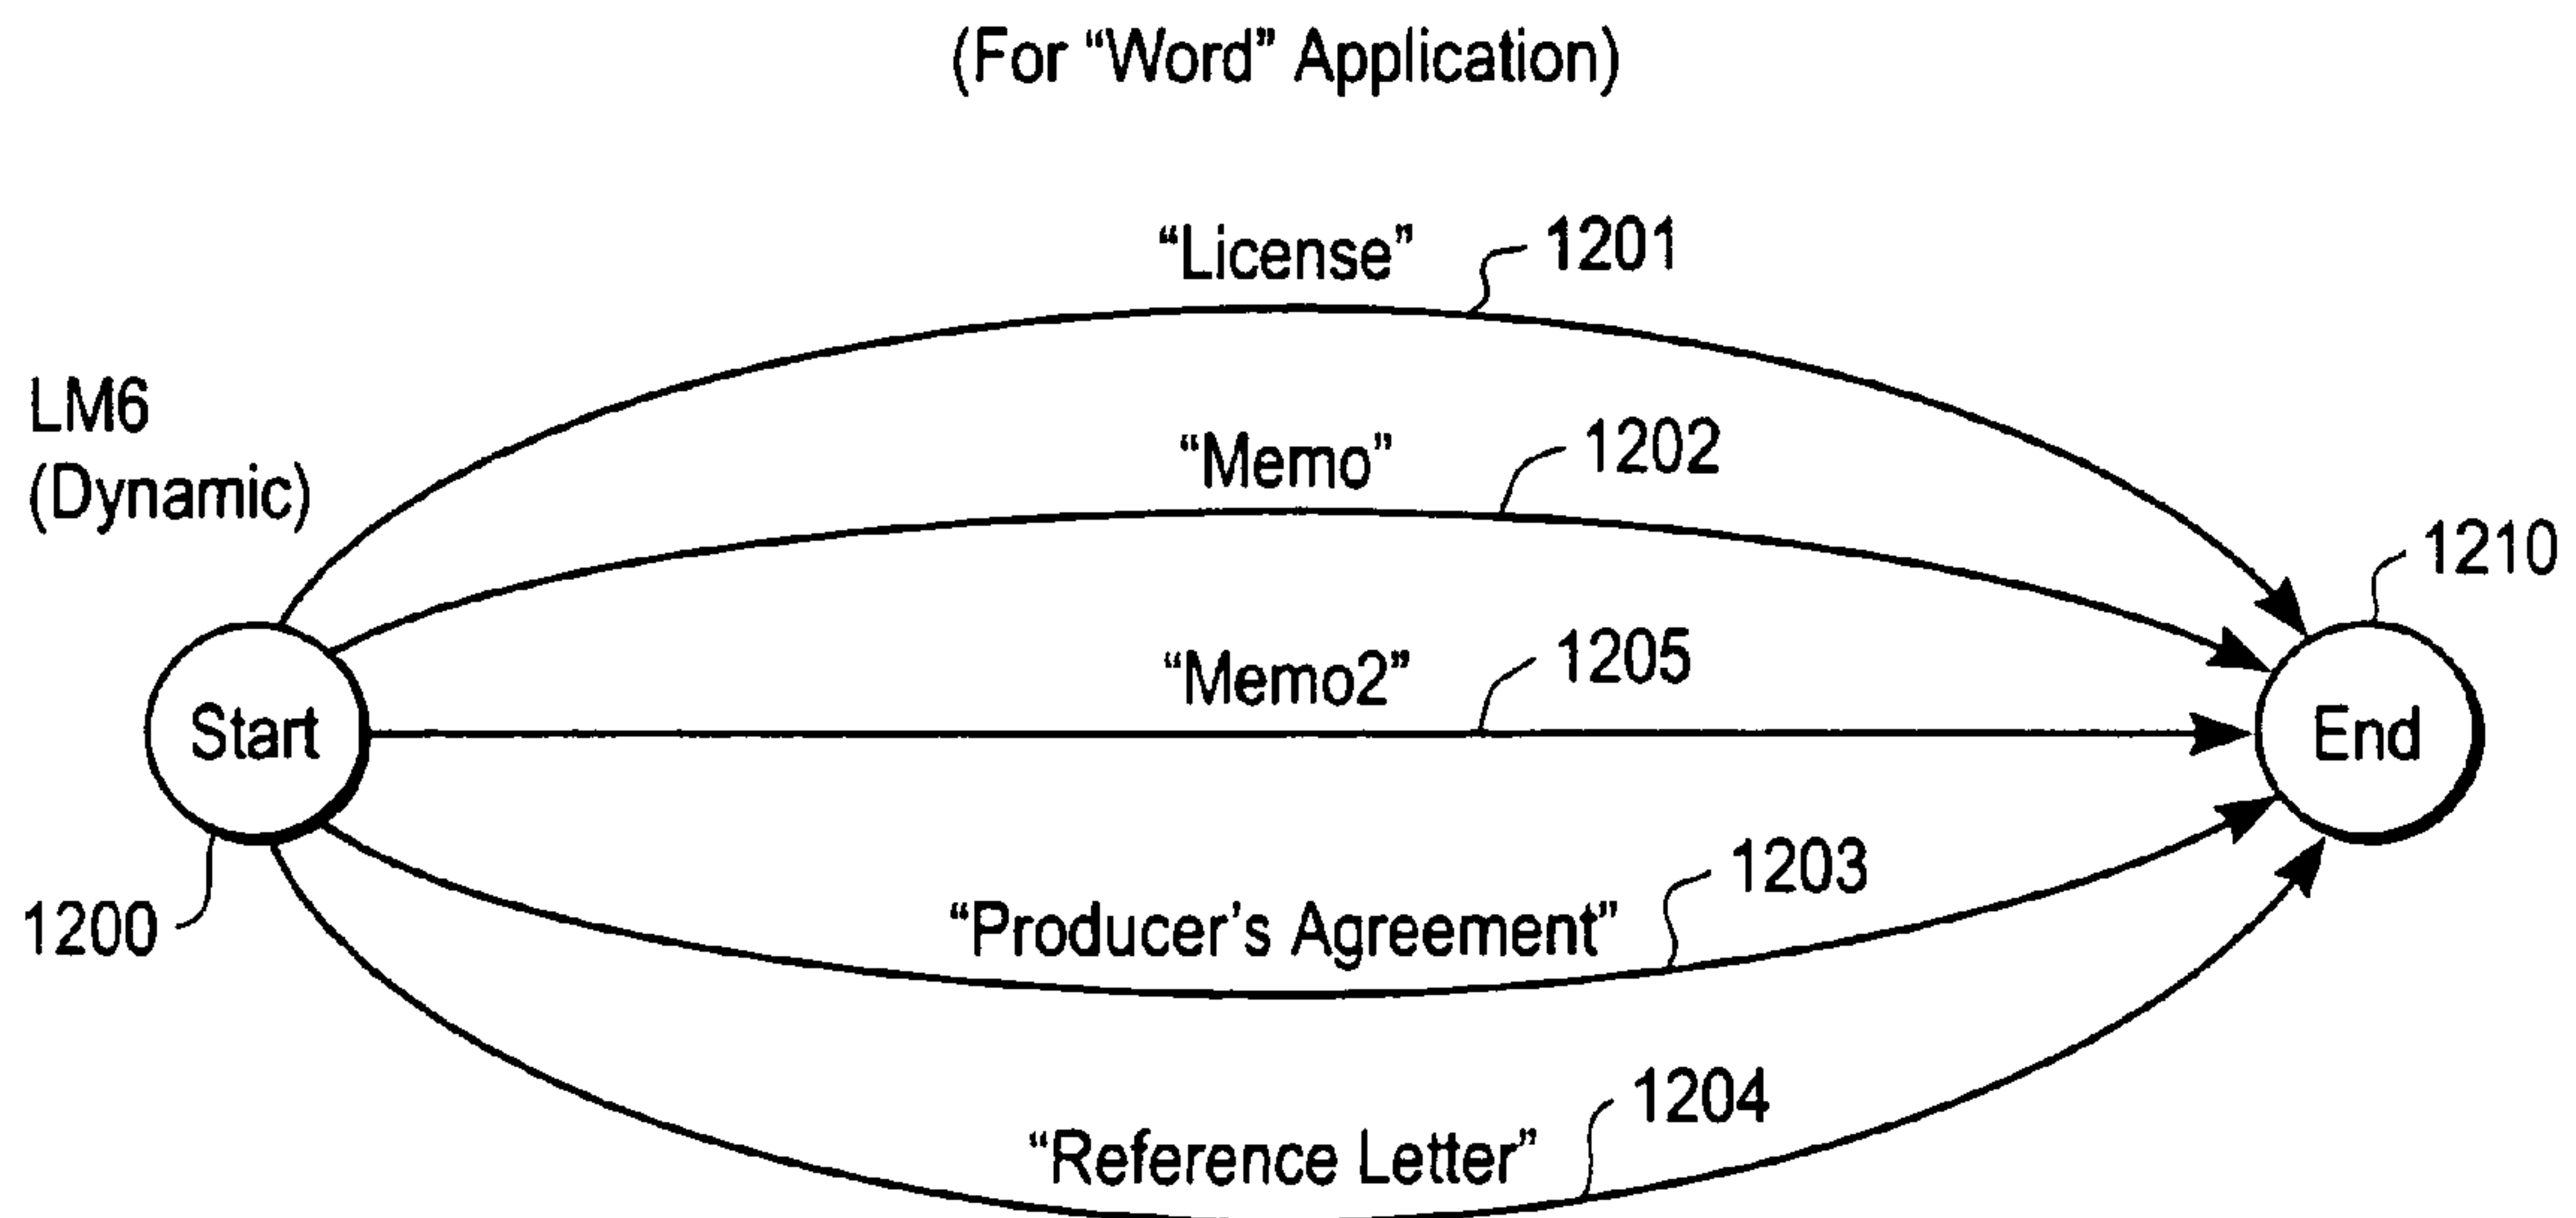 (For “Word” Application)
“License” 1201
LM6
(Dynamic)
“Memo” 1202
1210
“Memo2” 1205
Start
End
1203
1200
“Producer’s Agreement”
1204
“Reference Letter”